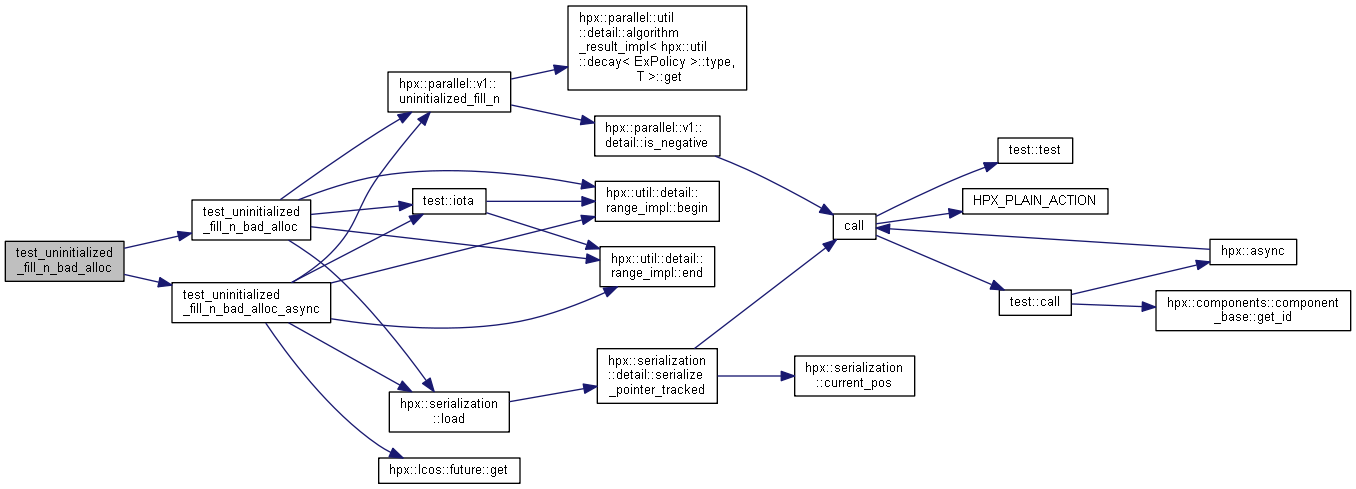 test_uninitialized
_fill_n_bad_alloc
test_uninitialized
_fill_n_bad_alloc
test_uninitialized
_fill_n_bad_alloc_async
hpx::parallel::v1::
uninitialized_fill_n
test::iota
hpx::serialization
::load
hpx::lcos::future::get
hpx::parallel::util
::detail::algorithm
_result_impl< hpx::util
::decay< ExPolicy >::type,
T >::get
hpx::parallel::v1::
detail::is_negative
hpx::util::detail::
range_impl::begin
hpx::util::detail::
range_impl::end
hpx::serialization
::detail::serialize
_pointer_tracked
call
hpx::serialization
::current_pos
test::test
HPX_PLAIN_ACTION
test::call
hpx::async
hpx::components::component
_base::get_id